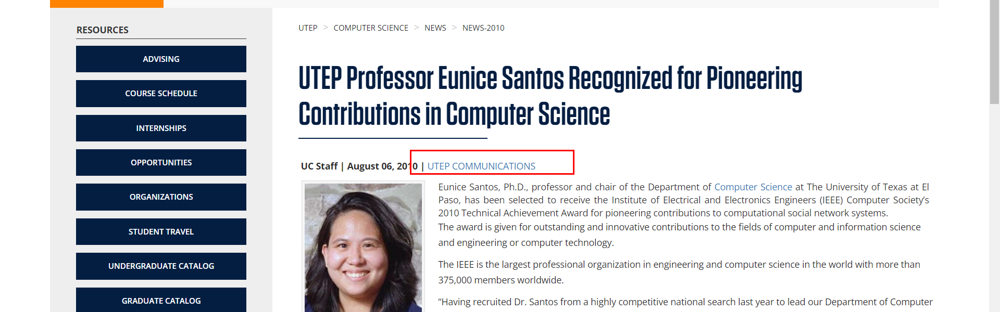 RESOURCES
ADVISING
COURSE SCHEDULE
INTERNSHIPS
OPPORTUNITIES
ORGANIZATIONS
STUDENT TRAVEL
UNDERGRADUATE CATALOG
GRADUATE CATALOG
UTEP > COMPUTER SCIENCE > NEWS > NEWS-2010
UTEP Professor Eunice Santos Recognized for Pioneering
Contributions in Computer Science
UC Staff | August 06, 2010 | UTEP COMMUNICATIONS
Eunice Santos, Ph.D., professor and chair of the Department of Computer Science at The University of Texas at El
Paso, has been selected to receive the Institute of Electrical and Electronics Engineers (IEEE) Computer Society’s
2010 Technical Achievement Award for pioneering contributions to computational social network systems.
The award is given for outstanding and innovative contributions to the fields of computer and information science
and engineering or computer technology.
The IEEE is the largest professional organization in engineering and computer science in the world with more than
375,000 members worldwide.
“Having recruited Dr. Santos from a highly competitive national search last year to lead our Department of Computer